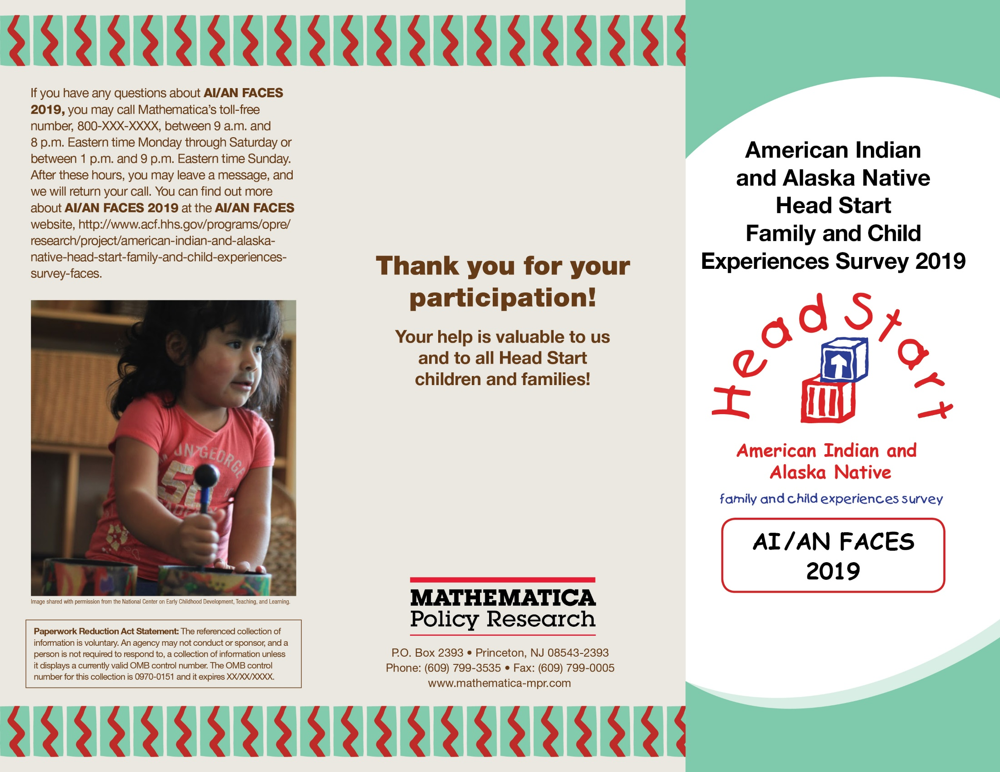 If you have any questions about AI/AN FACES
2019, you may call Mathematica's toll-free
number, 800-XXX-XXXX, between 9 a.m. and
8 p.m. Eastern time Monday through Saturday or
between 1 p.m. and 9 p.m. Eastern time Sunday.
After these hours, you may leave a message, and
we will return your call. You can find out more
about AI/AN FACES 2019 at the AI/AN FACES
website, http://www.acf.hhs.gov/programs/opre/
research/project/american-indian-and-alaska-
native-head-start-family-and-child-experiences-
survey-faces.
GEORGE
Image shared with permission from the National Center on Early Childhood Development, Teaching, and Learning.
Paperwork Reduction Act Statement: The referenced collection of
information is voluntary. An agency may not conduct or sponsor, and a
person is not required to respond to, a collection of information unless
it displays a currently valid OMB control number. The OMB control
number for this collection is 0970-0151 and it expires XX/XX/XXXX.
Thank you for your
participation!
Your help is valuable to us
and to all Head Start
children and families!
MATHEMATICA
Policy Research
P.O. Box 2393 • Princeton, NJ 08543-2393
Phone: (609) 799-3535 • Fax: (609) 799-0005
www.mathematica-mpr.com
American Indian
and Alaska Native
Head Start
Family and Child
Experiences Survey 2019
Head Start
American Indian and
Alaska Native
family and child experiences survey
AI/AN FACES
2019